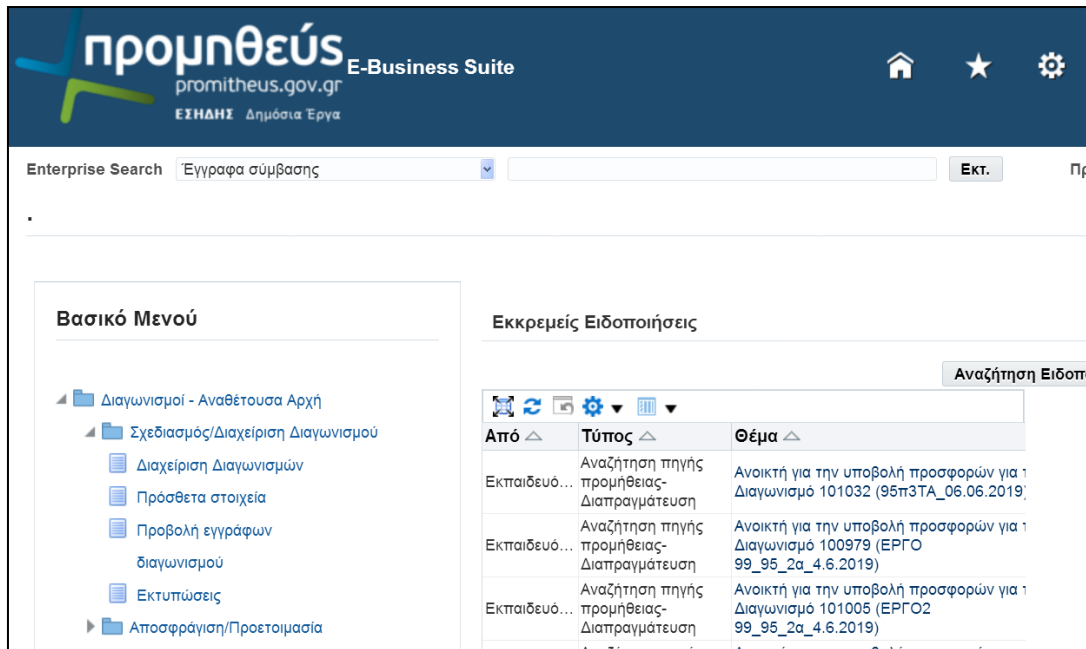 προμηθεύς
promitheus.gov.gr
ΕΣΗΔΗΣ Δημόσια Έργα
E-Business Suite
Enterprise Search Έγγραφα σύμβασης Εκτ.
.
Βασικό Μενού
Διαγωνισμοί - Αναθέτουσα Αρχή
Σχεδιασμός/Διαχείριση Διαγωνισμού
Διαχείριση Διαγωνισμών
Πρόσθετα στοιχεία
Προβολή εγγράφων
διαγωνισμού
Εκτυπώσεις
Αποσφράγιση/Προετοιμασία
Εκκρεμείς Ειδοποιήσεις
Αναζήτηση Ειδοπ
Από Τύπος Θέμα
Εκπαιδευό...
Αναζήτηση πηγής
προμήθειας-
Διαπραγμάτευση
Ανοικτή για την υποβολή προσφορών για
Διαγωνισμό 101032 (95π3ΤΑ_06.06.2019)
Εκπαιδευό...
Αναζήτηση πηγής
προμήθειας-
Διαπραγμάτευση
Ανοικτή για την υποβολή προσφορών για
Διαγωνισμό 100979 (ΕΡΓΟ
99_95_2α_4.6.2019)
Εκπαιδευό...
Αναζήτηση πηγής
προμήθειας-
Διαπραγμάτευση
Ανοικτή για την υποβολή προσφορών για
Διαγωνισμό 101005 (ΕΡΓΟ2
99_95_2α_4.6.2019)